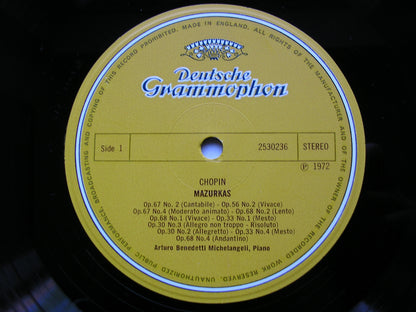 MADE IN ENGLAND. ALL RIGHTS OF THE MANUFACTURER AND OF THE OWNER OF THE RECORDED WORK RESERVED. UNAUTHORIZED PUBLIC PERFORMANCE, BROADCASTING AND COPYING OF THIS RECORD PROHIBITED.
Deutsche
Grammophon
Side 1
2530236
STEREO
Ⓟ 1972
CHOPIN
MAZURKAS
Op.67 No. 2 (Cantabile) - Op.56 No.2 (Vivace)
Op.67 No.4 (Moderato animato) - Op.68 No.2 (Lento)
Op.68 No.1 (Vivace) - Op.33 No.1 (Mesto)
Op.30 No.3 (Allegro non troppo - Risoluto)
Op.30 No.2 (Allegretto) - Op.33 No.4 (Mesto)
Op.68 No.4 (Andantino)
Arturo Benedetti Michelangeli, Piano